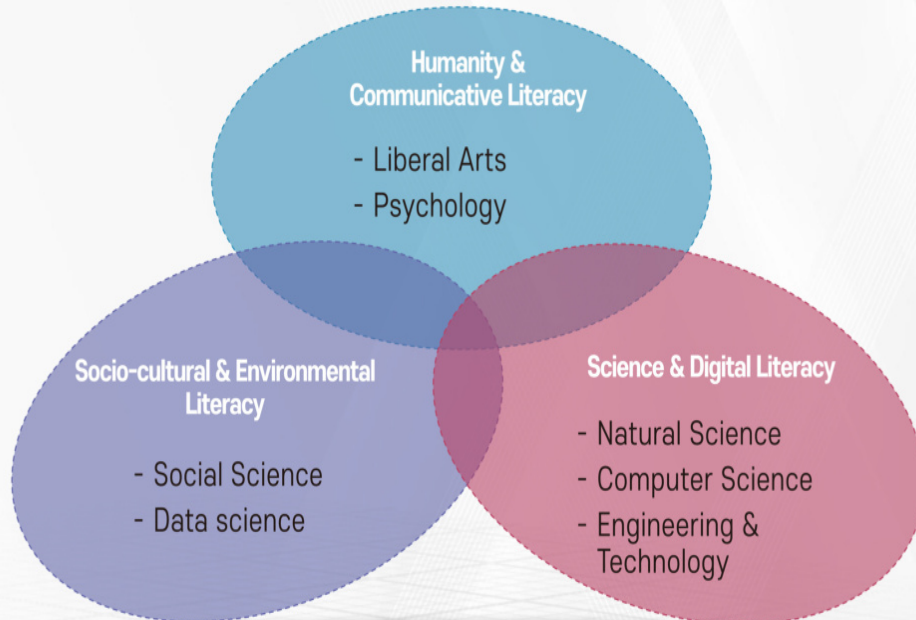 Humanity &
Communicative Literacy
- Liberal Arts
- Psychology
Socio-cultural & Environmental
Literacy
- Social Science
- Data science
Science & Digital Literacy
- Natural Science
- Computer Science
- Engineering &
Technology